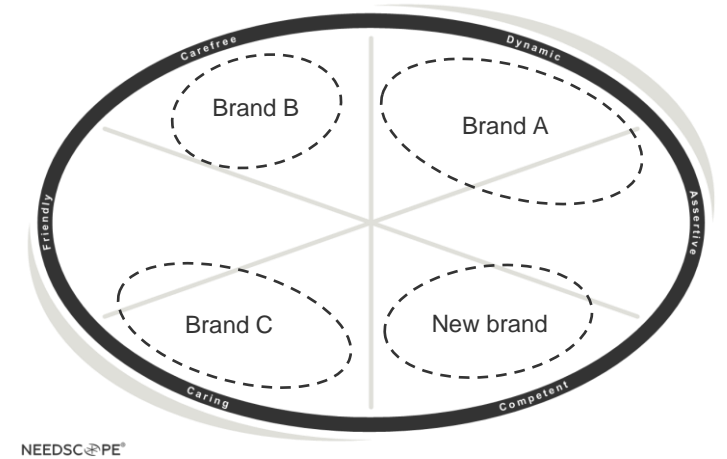 Carefree
Dynamic
Brand B
Brand A
Friendly
Assertive
Brand C
New brand
Caring
Competent
NEEDSCOPE®